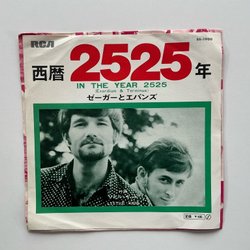 RCA
西暦2525年
IN THE YEAR 2525
(Exordium & Terminus)
ゼーガーとエバンズ